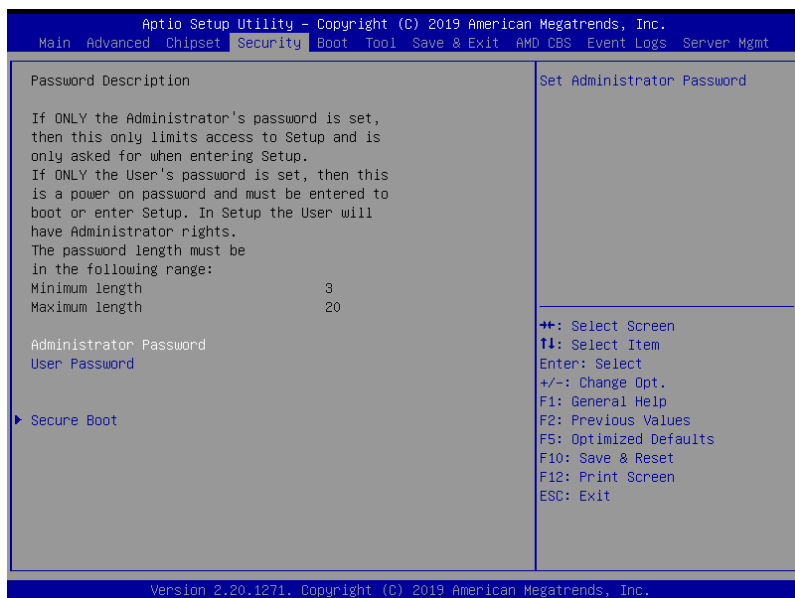 Aptio Setup Utility – Copyright (C) 2019 American Megatrends, Inc.
Main Advanced Chipset Security Boot Tool Save & Exit AMD CBS Event Logs Server Mgmt
Password Description
If ONLY the Administrator's password is set,
then this only limits access to Setup and is
only asked for when entering Setup.
If ONLY the User's password is set, then this
is a power on password and must be entered to
boot or enter Setup. In Setup the User will
have Administrator rights.
The password length must be
in the following range:
Minimum length 3
Maximum length 20
Administrator Password
User Password
Secure Boot
Set Administrator Password
→←: Select Screen
↑↓: Select Item
Enter: Select
+/-: Change Opt.
F1: General Help
F2: Previous Values
F5: Optimized Defaults
F10: Save & Reset
F12: Print Screen
ESC: Exit
Version 2.20.1271. Copyright (C) 2019 American Megatrends, Inc.